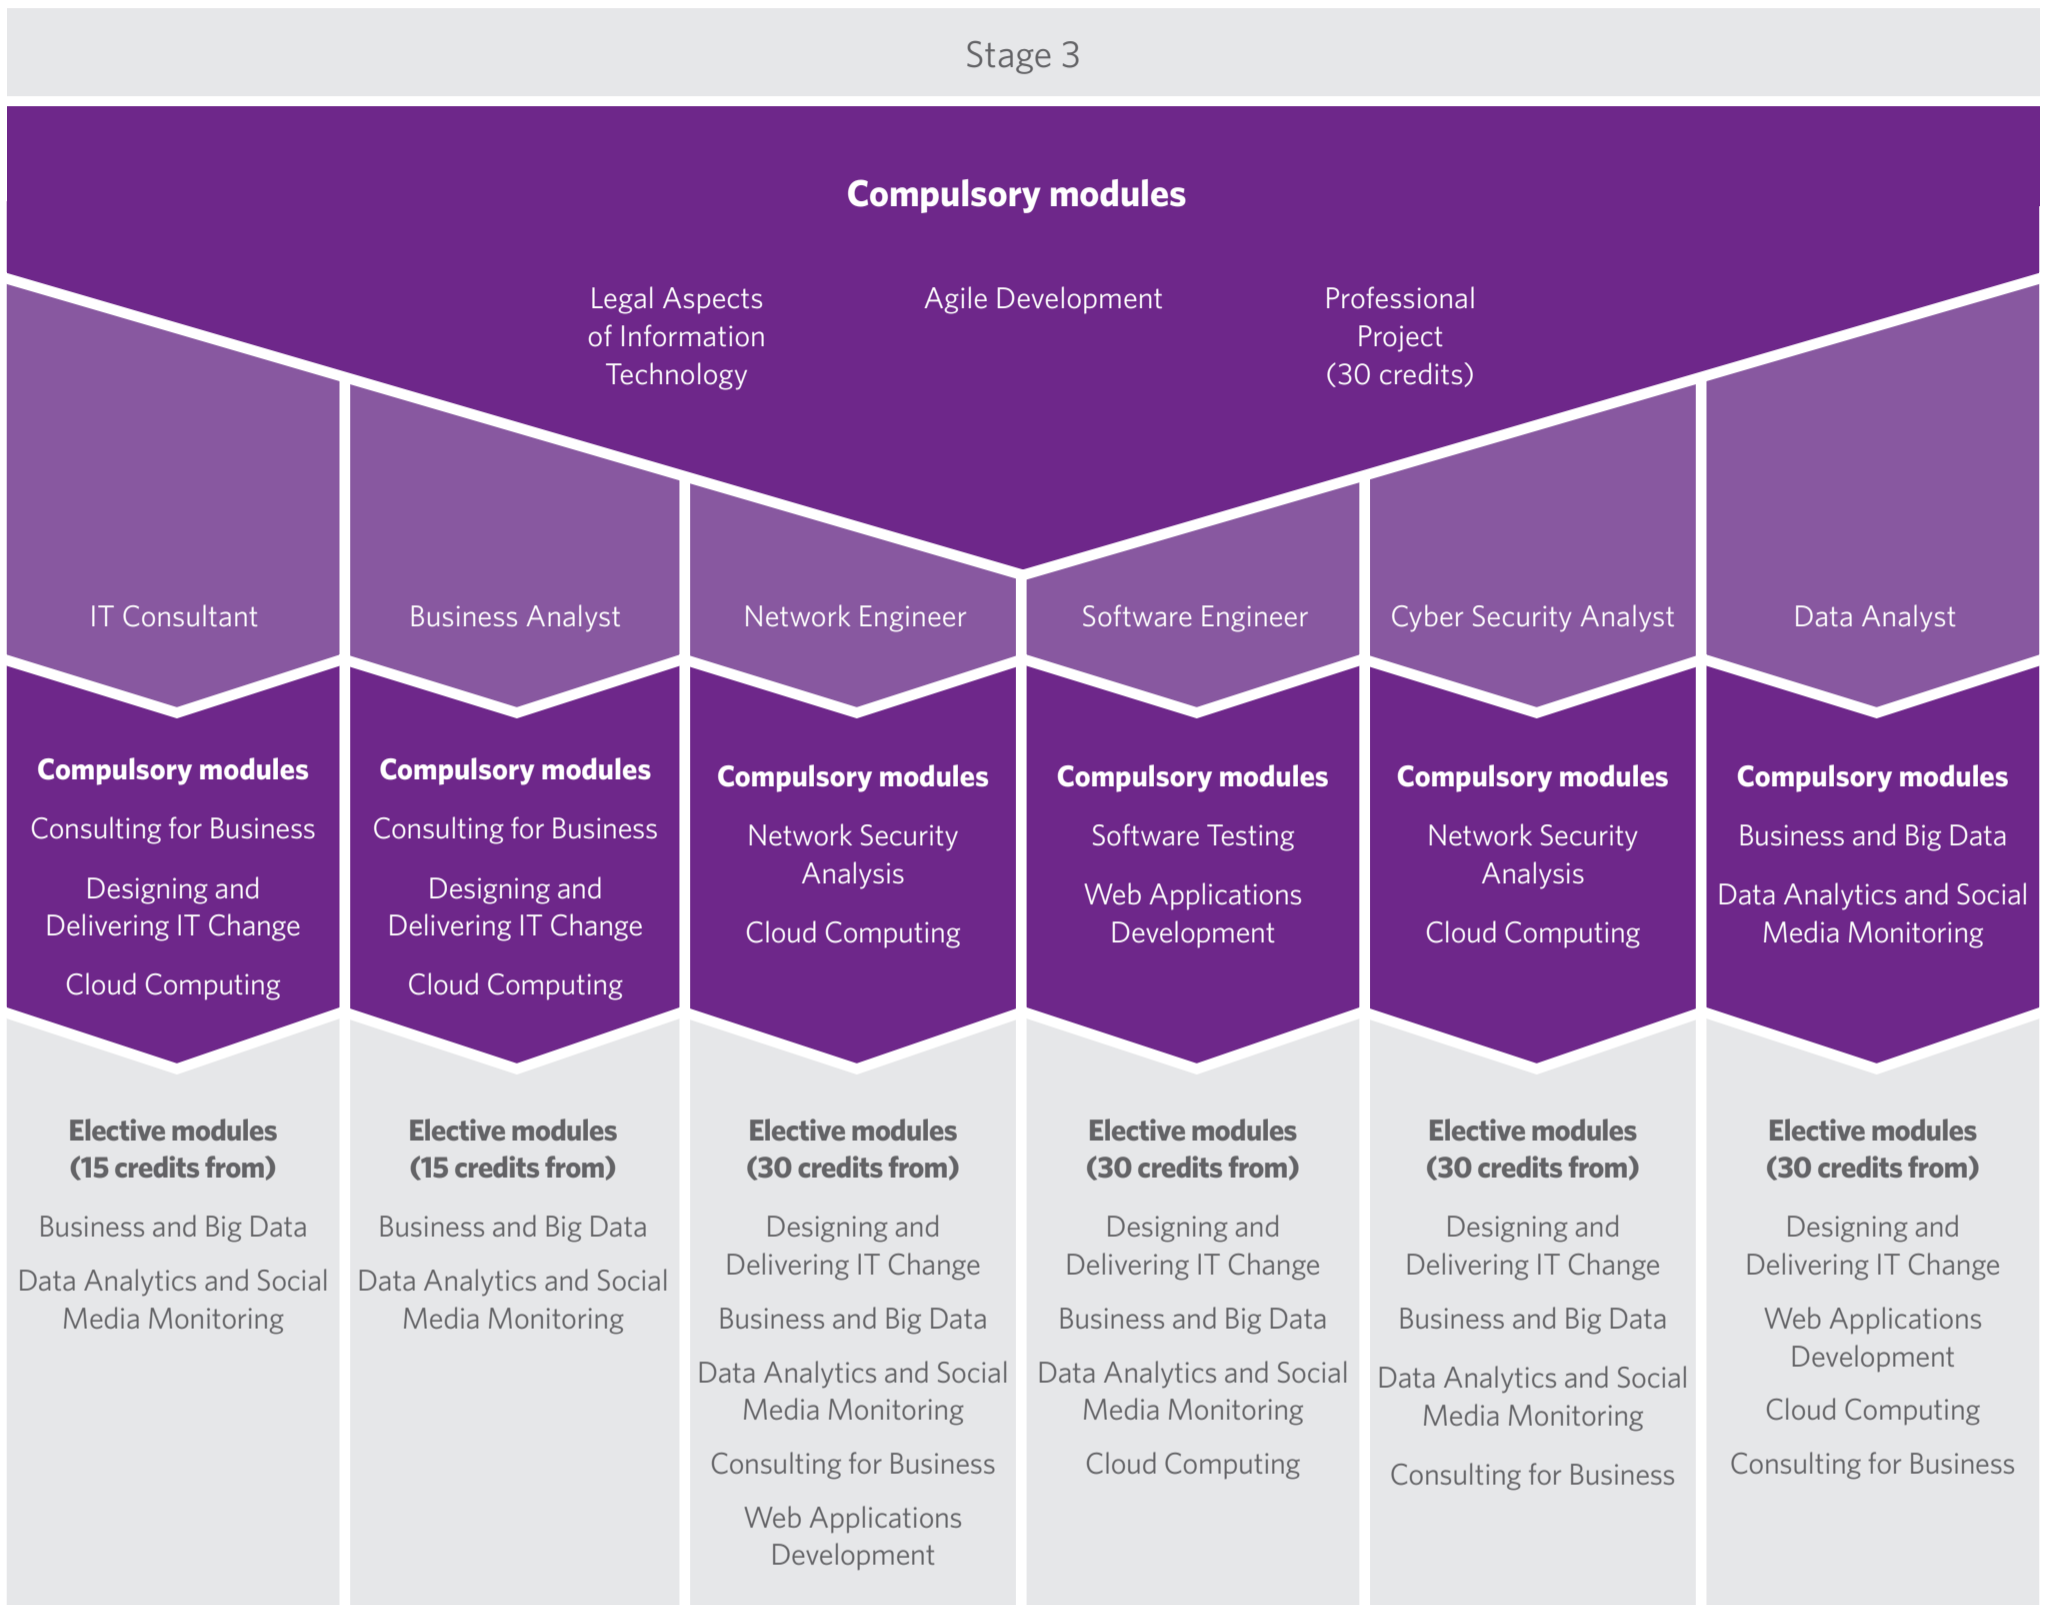 Stage 3
Compulsory modules
Legal Aspects
of Information
Technology
Agile Development
Professional
Project
(30 credits)
IT Consultant
Compulsory modules
Consulting for Business
Designing and
Delivering IT Change
Cloud Computing
Elective modules
(15 credits from)
Business and Big Data
Data Analytics and Social
Media Monitoring
Business Analyst
Compulsory modules
Consulting for Business
Designing and
Delivering IT Change
Cloud Computing
Elective modules
(15 credits from)
Business and Big Data
Data Analytics and Social
Media Monitoring
Network Engineer
Compulsory modules
Network Security
Analysis
Cloud Computing
Elective modules
(30 credits from)
Designing and
Delivering IT Change
Business and Big Data
Data Analytics and Social
Media Monitoring
Consulting for Business
Web Applications
Development
Software Engineer
Compulsory modules
Software Testing
Web Applications
Development
Elective modules
(30 credits from)
Designing and
Delivering IT Change
Business and Big Data
Data Analytics and Social
Media Monitoring
Cloud Computing
Cyber Security Analyst
Compulsory modules
Network Security
Analysis
Cloud Computing
Elective modules
(30 credits from)
Designing and
Delivering IT Change
Business and Big Data
Data Analytics and Social
Media Monitoring
Consulting for Business
Data Analyst
Compulsory modules
Business and Big Data
Data Analytics and Social
Media Monitoring
Elective modules
(30 credits from)
Designing and
Delivering IT Change
Web Applications
Development
Cloud Computing
Consulting for Business